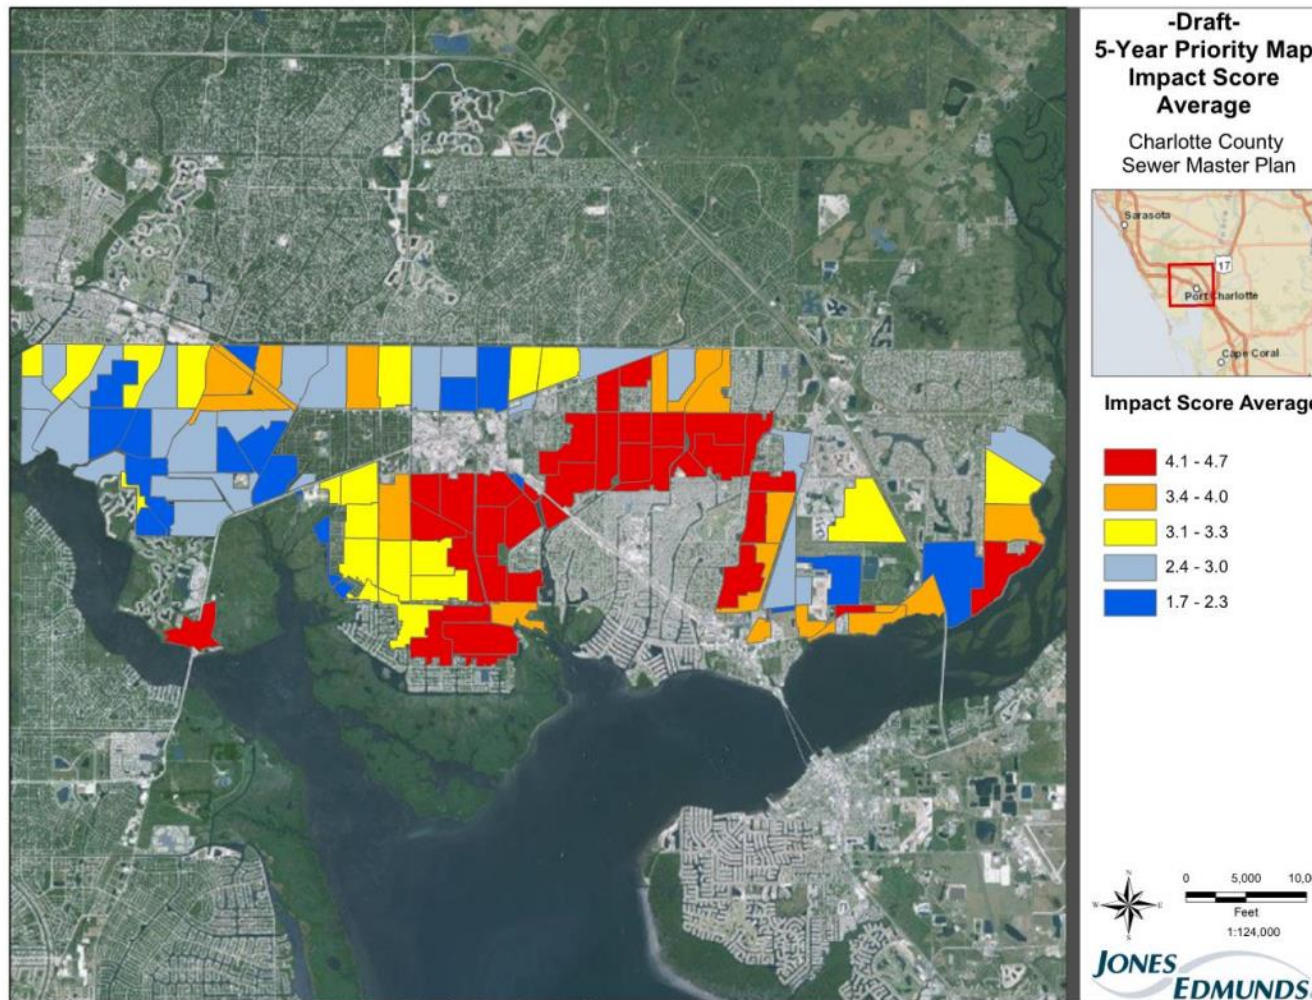 -Draft-
5-Year Priority Map
Impact Score
Average
Charlotte County
Sewer Master Plan
Sarasota
17
Port Charlotte
Cape Coral
Impact Score Average
4.1 - 4.7
3.4 - 4.0
3.1 - 3.3
2.4 - 3.0
1.7 - 2.3
N
W E
S
0 5,000 10,0
Feet
1:124,000
JONES
EDMUNDS